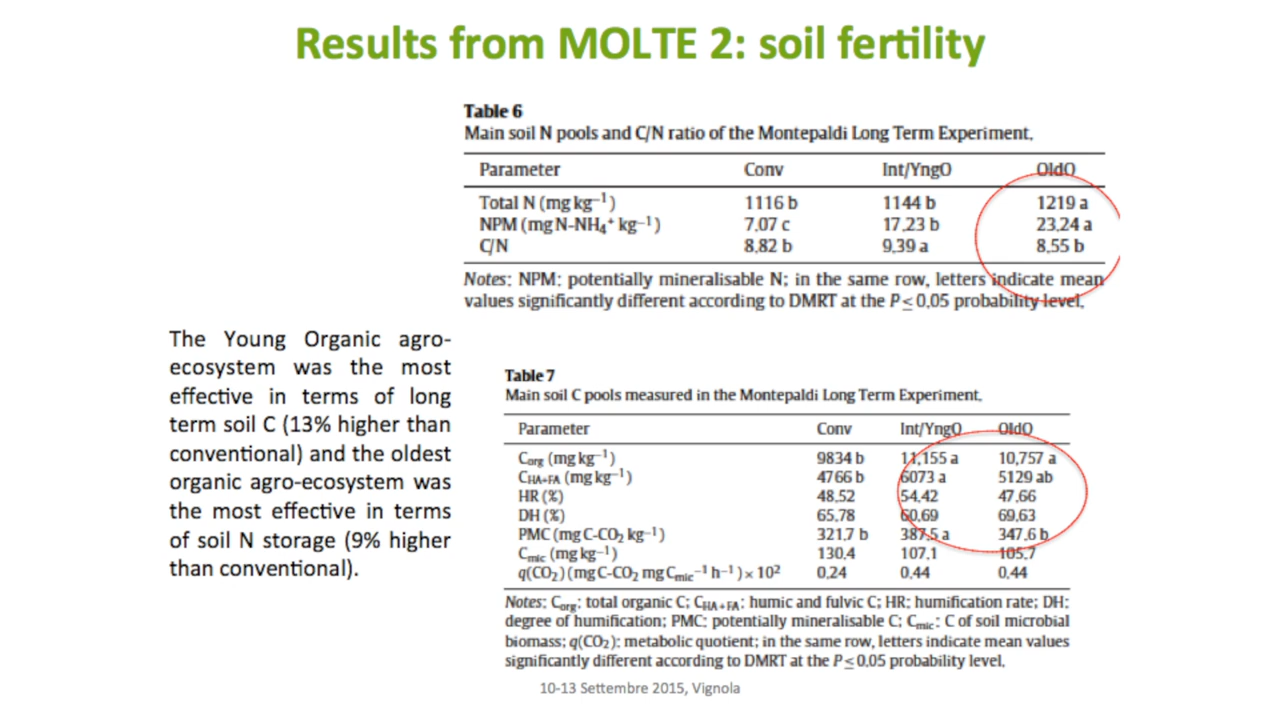 Results from MOLTE 2: soil fertility
Table 6
Main soil N pools and C/N ratio of the Montepaldi Long Term Experiment.
Parameter Conv Int/YngO OldO
Total N (mg kg⁻¹) 1116 b 1144 b 1219 a
NPM (mg N-NH₄⁺ kg⁻¹) 7.07 c 17.23 b 23.24 a
C/N 8.82 b 9.39 a 8.55 b
Notes: NPM: potentially mineralisable N; in the same row, letters indicate mean
values significantly different according to DMRT at the P ≤ 0.05 probability level.
The Young Organic agro-
ecosystem was the most
effective in terms of long
term soil C (13% higher than
conventional) and the oldest
organic agro-ecosystem was
the most effective in terms
of soil N storage (9% higher
than conventional).
Table 7
Main soil C pools measured in the Montepaldi Long Term Experiment.
Parameter Conv Int/YngO OldO
Cₒᵣg (mg kg⁻¹) 9834 b 11,155 a 10,757 a
C_HA+FA (mg kg⁻¹) 4766 b 6073 a 5129 ab
HR (%) 48.52 54.42 47.66
DH (%) 65.78 60.69 69.63
PMC (mg C-CO₂ kg⁻¹) 321.7 b 387.5 a 347.6 b
Cmic (mg kg⁻¹) 130.4 107.1 105.7
q(CO₂) (mg C-CO₂ mg Cmic⁻¹ h⁻¹) × 10² 0.24 0.44 0.44
Notes: Corg: total organic C; C_HA+FA: humic and fulvic C; HR: humification rate; DH:
degree of humification; PMC: potentially mineralisable C; Cmic: C of soil microbial
biomass; q(CO₂): metabolic quotient; in the same row, letters indicate mean values
significantly different according to DMRT at the P ≤ 0.05 probability level.
10-13 Settembre 2015, Vignola